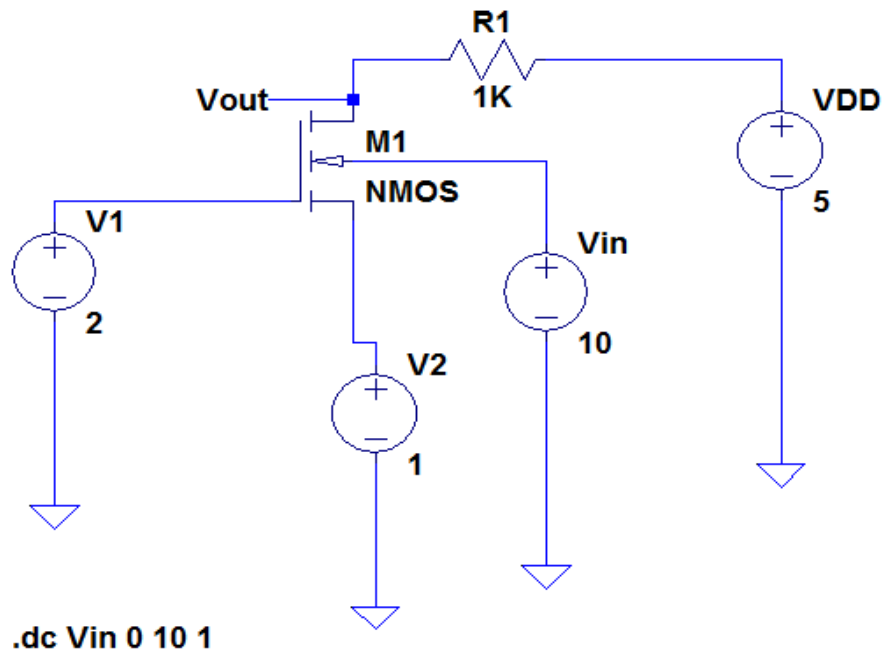 R1
1K
Vout
VDD
5
M1
NMOS
V1
2
Vin
10
V2
1
.dc Vin 0 10 1